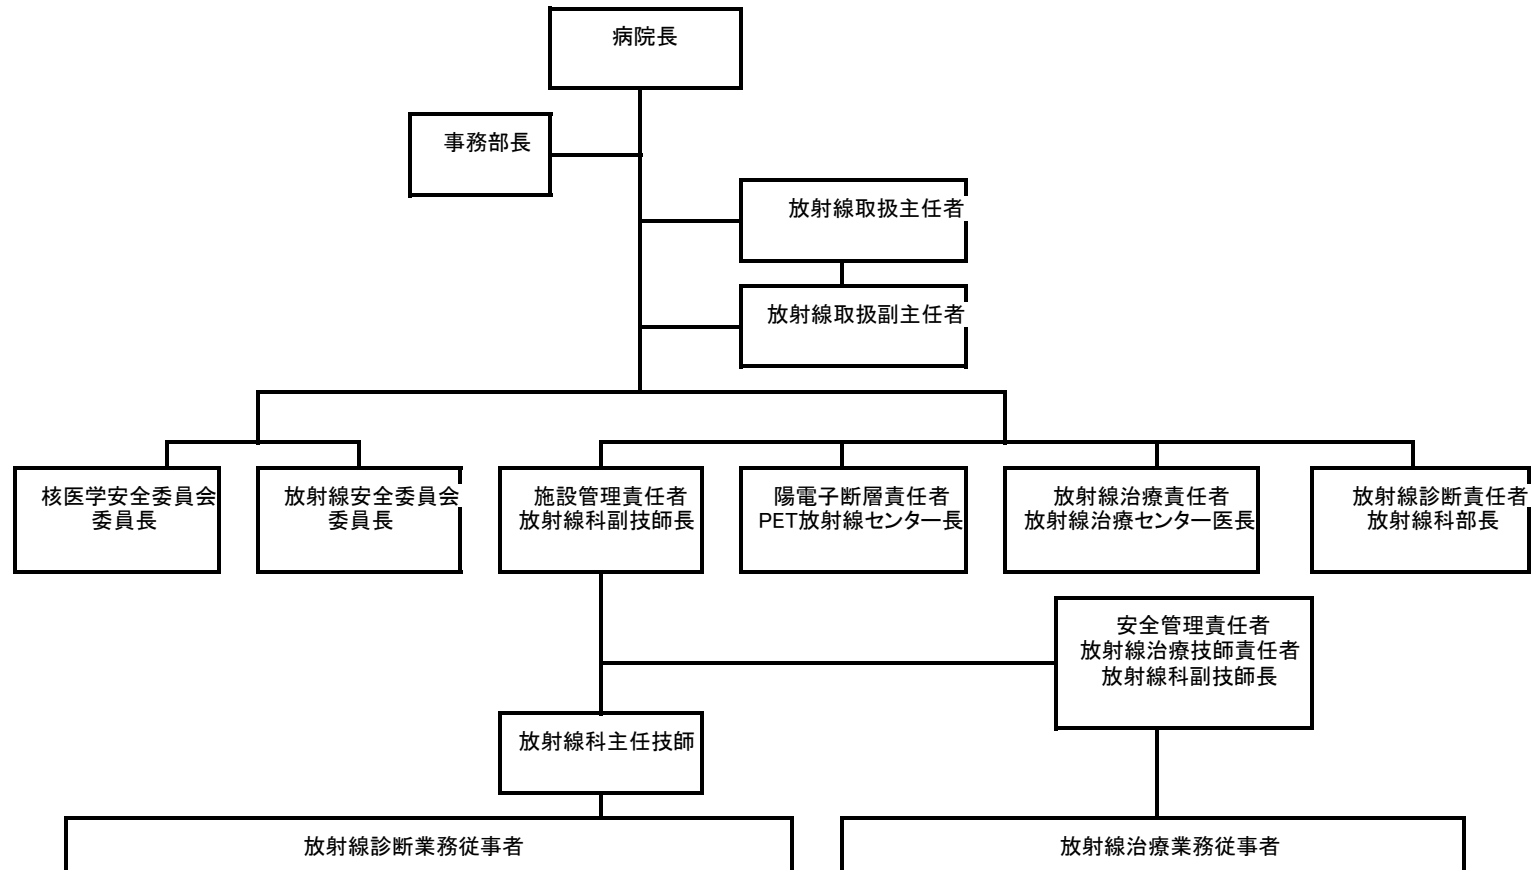 病院長
事務部長
放射線取扱主任者
放射線取扱副主任者
核医学安全委員会
委員長
放射線安全委員会
委員長
施設管理責任者
放射線科副技師長
陽電子断層責任者
PET放射線センター長
放射線治療責任者
放射線治療センター医長
放射線診断責任者
放射線科部長
安全管理責任者
放射線治療技師責任者
放射線科副技師長
放射線科主任技師
放射線診断業務従事者
放射線治療業務従事者